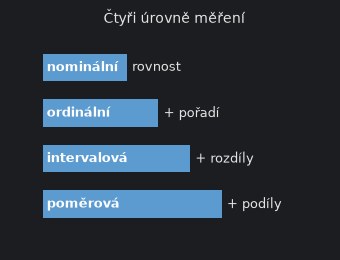 Čtyři úrovně měření
nominální rovnost
ordinální + pořadí
intervalová + rozdíly
poměrová + podíly